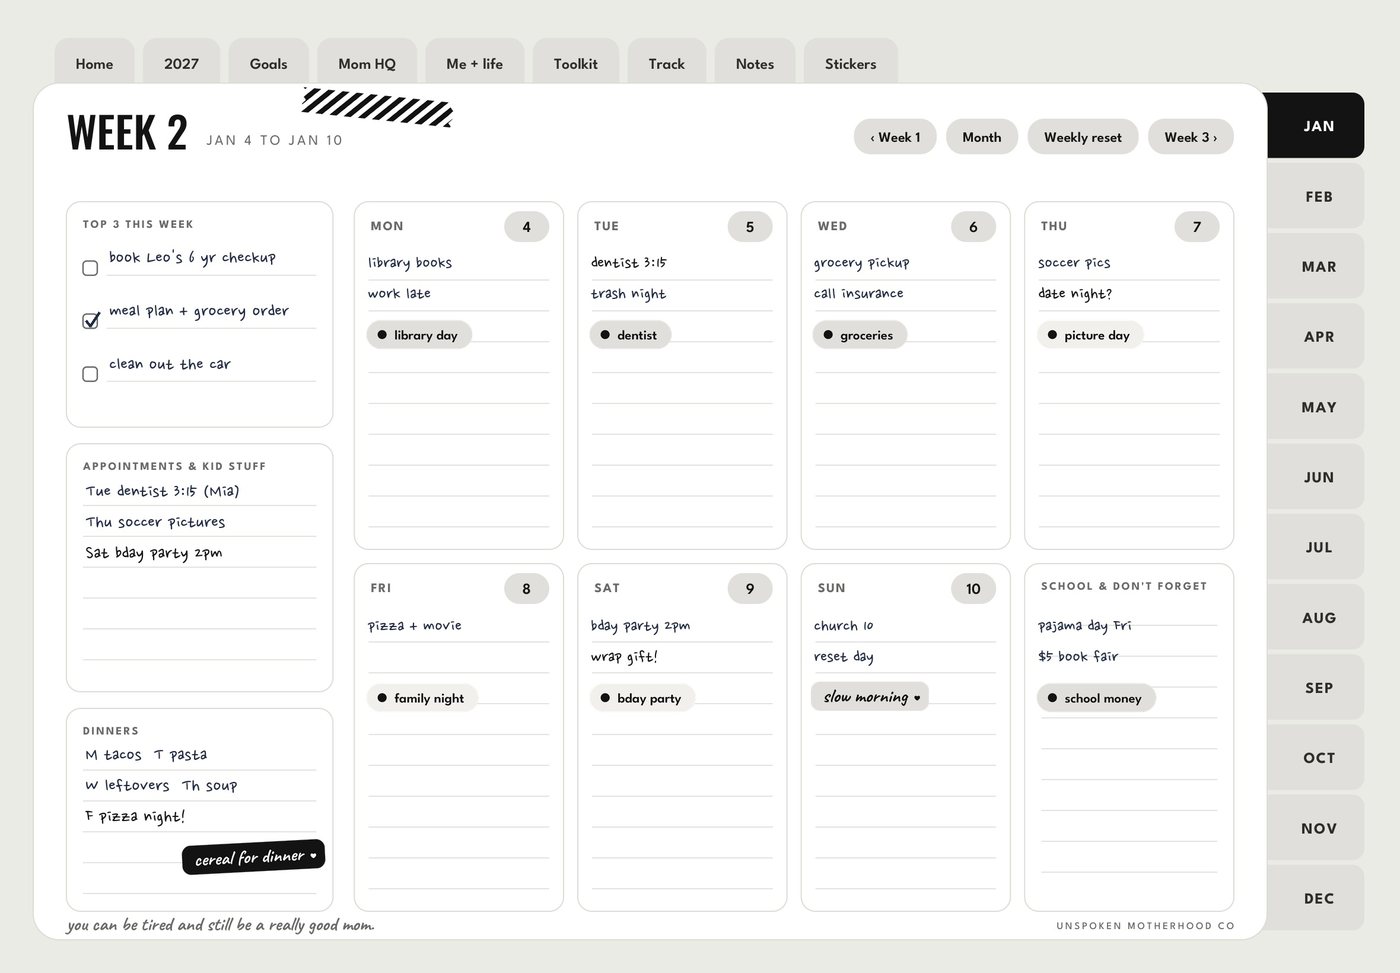 Home
2027
Goals
Mom HQ
Me + life
Toolkit
Track
Notes
Stickers
WEEK 2
JAN 4 TO JAN 10
‹ Week 1
Month
Weekly reset
Week 3 ›
TOP 3 THIS WEEK
book Leo's 6 yr checkup
meal plan + grocery order
clean out the car
APPOINTMENTS & KID STUFF
Tue dentist 3:15 (Mia)
Thu soccer pictures
Sat bday party 2pm
DINNERS
M tacos T pasta
W leftovers Th soup
F pizza night!
cereal for dinner ♥
MON 4
library books
work late
library day
TUE 5
dentist 3:15
trash night
dentist
WED 6
grocery pickup
call insurance
groceries
THU 7
soccer pics
date night?
picture day
FRI 8
pizza + movie
family night
SAT 9
bday party 2pm
wrap gift!
bday party
SUN 10
church 10
reset day
slow morning ♥
SCHOOL & DON'T FORGET
pajama day Fri
$5 book fair
school money
you can be tired and still be a really good mom.
UNSPOKEN MOTHERHOOD CO
JAN
FEB
MAR
APR
MAY
JUN
JUL
AUG
SEP
OCT
NOV
DEC